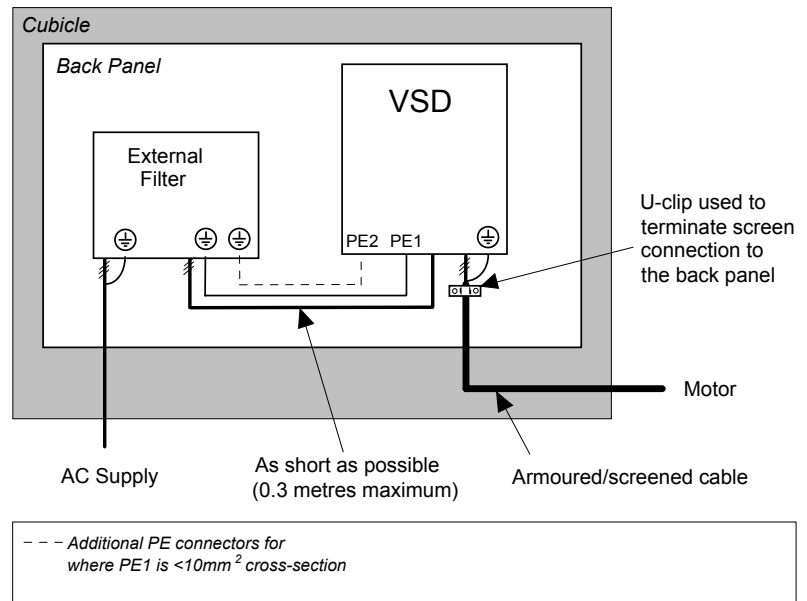 Cubicle
Back Panel
VSD
External
Filter
PE2 PE1
U-clip used to
terminate screen
connection to
the back panel
Motor
AC Supply
As short as possible
(0.3 metres maximum)
Armoured/screened cable
--- Additional PE connectors for
where PE1 is <10mm² cross-section